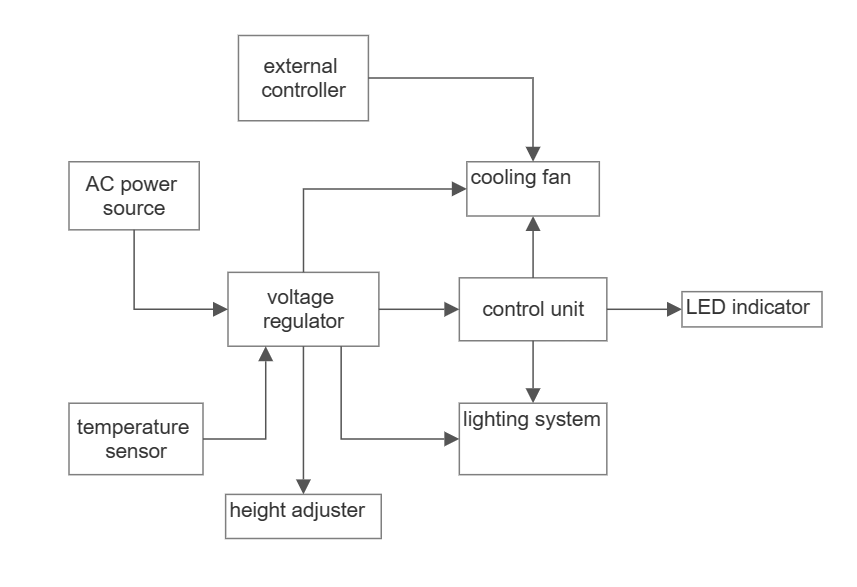 external
controller
AC power
source
cooling fan
voltage
regulator
control unit
LED indicator
temperature
sensor
lighting system
height adjuster